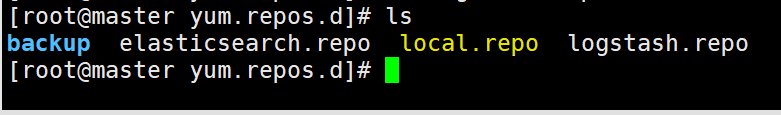 [root@master yum.repos.d]# ls
backup  elasticsearch.repo  local.repo  logstash.repo
[root@master yum.repos.d]#